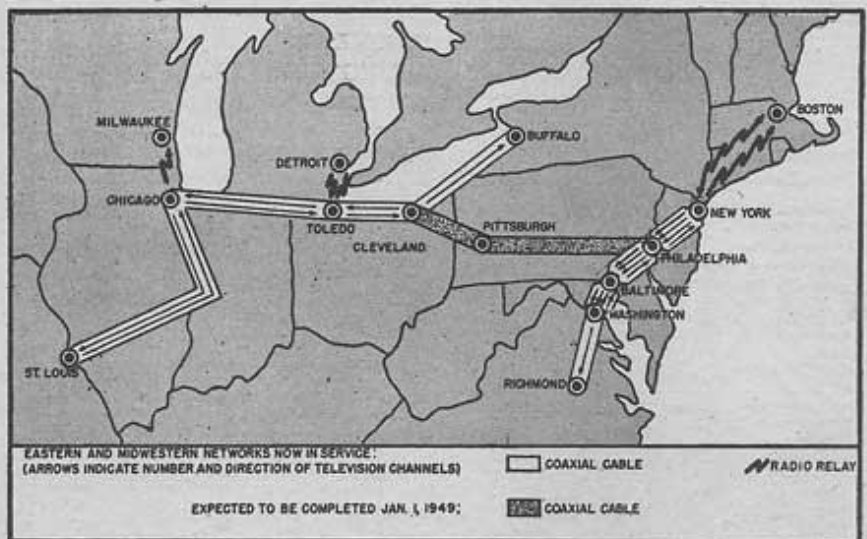 MILWAUKEE
BOSTON
BUFFALO
DETROIT
CHICAGO
TOLEDO
CLEVELAND
PITTSBURGH
NEW YORK
PHILADELPHIA
BALTIMORE
WASHINGTON
ST. LOUIS
RICHMOND
EASTERN AND MIDWESTERN NETWORKS NOW IN SERVICE:
(ARROWS INDICATE NUMBER AND DIRECTION OF TELEVISION CHANNELS)
COAXIAL CABLE
RADIO RELAY
EXPECTED TO BE COMPLETED JAN. 1, 1949:
COAXIAL CABLE